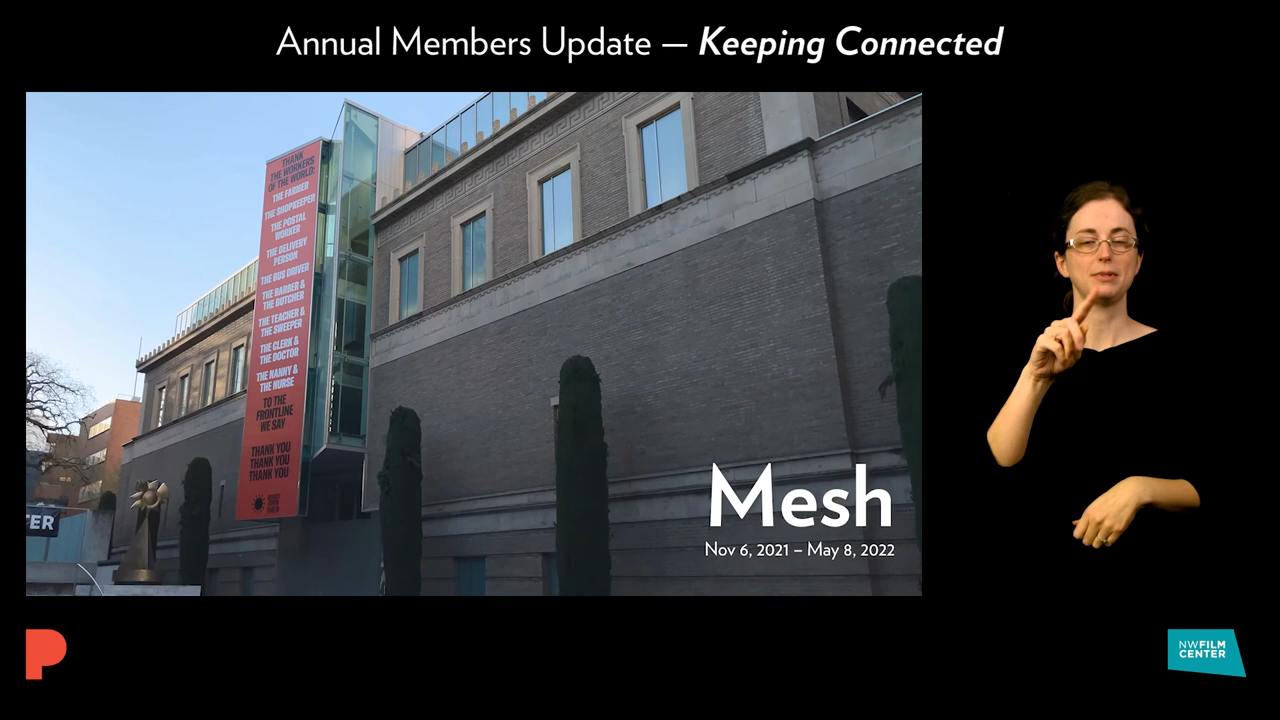 Annual Members Update — Keeping Connected
THANK
THE WORKERS
OF THE WORLD:
THE FARMER
THE SHOPKEEPER
THE POSTAL
WORKER
THE DELIVERY
PERSON
THE BUS DRIVER
THE BARBER &
THE BUTCHER
THE TEACHER &
THE SWEEPER
THE CLERK &
THE DOCTOR
THE NANNY &
THE NURSE
TO THE
FRONTLINE
WE SAY
THANK YOU
THANK YOU
THANK YOU
ER
Mesh
Nov 6, 2021 – May 8, 2022
P
NWFILM
CENTER